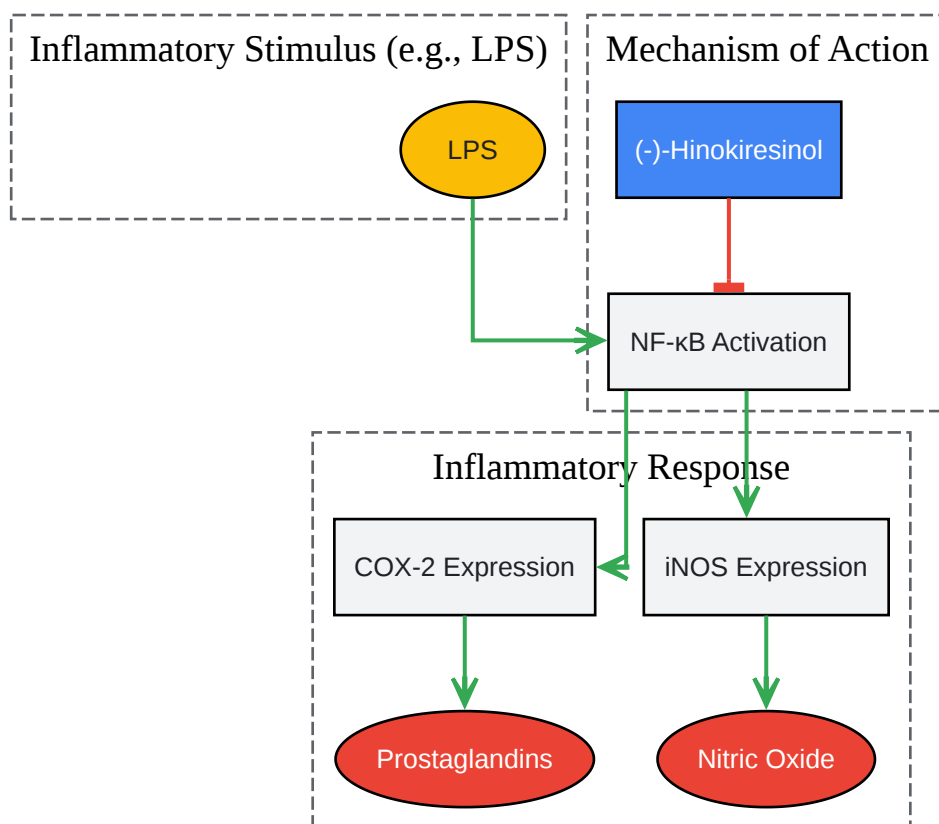 Inflammatory Stimulus (e.g., LPS)
Mechanism of Action
LPS
(-)-Hinokiresinol
NF-κB Activation
Inflammatory Response
COX-2 Expression
iNOS Expression
Prostaglandins
Nitric Oxide